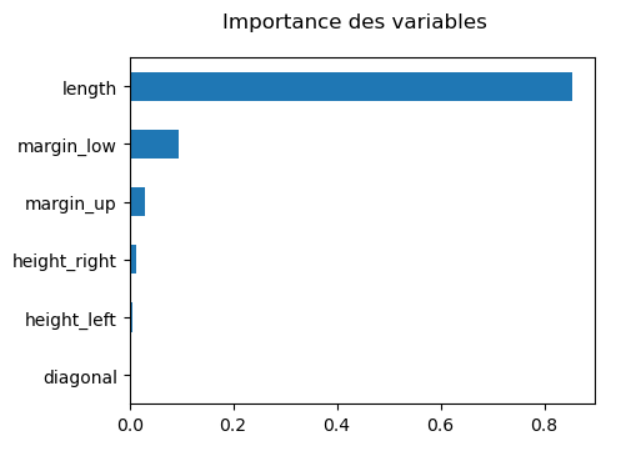 Importance des variables
length
margin_low
margin_up
height_right
height_left
diagonal
0.0 0.2 0.4 0.6 0.8